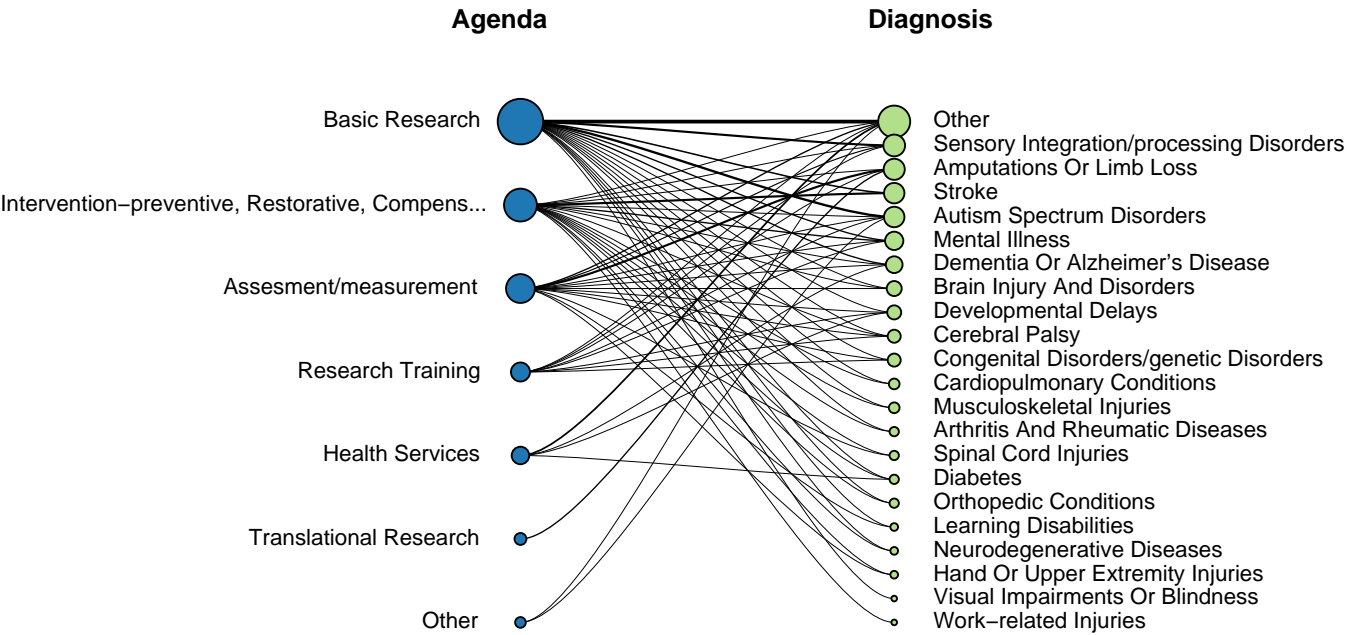 Agenda
Diagnosis
Basic Research
Intervention−preventive, Restorative, Compens...
Assesment/measurement
Research Training
Health Services
Translational Research
Other
Other
Sensory Integration/processing Disorders
Amputations Or Limb Loss
Stroke
Autism Spectrum Disorders
Mental Illness
Dementia Or Alzheimer's Disease
Brain Injury And Disorders
Developmental Delays
Cerebral Palsy
Congenital Disorders/genetic Disorders
Cardiopulmonary Conditions
Musculoskeletal Injuries
Arthritis And Rheumatic Diseases
Spinal Cord Injuries
Diabetes
Orthopedic Conditions
Learning Disabilities
Neurodegenerative Diseases
Hand Or Upper Extremity Injuries
Visual Impairments Or Blindness
Work−related Injuries